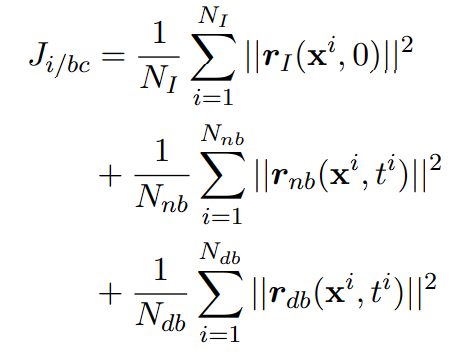 J_{i/bc} = \frac{1}{N_I} \sum_{i=1}^{N_I} ||\boldsymbol{r}_I(\mathbf{x}^i, 0)||^2
+ \frac{1}{N_{nb}} \sum_{i=1}^{N_{nb}} ||\boldsymbol{r}_{nb}(\mathbf{x}^i, t^i)||^2
+ \frac{1}{N_{db}} \sum_{i=1}^{N_{db}} ||\boldsymbol{r}_{db}(\mathbf{x}^i, t^i)||^2